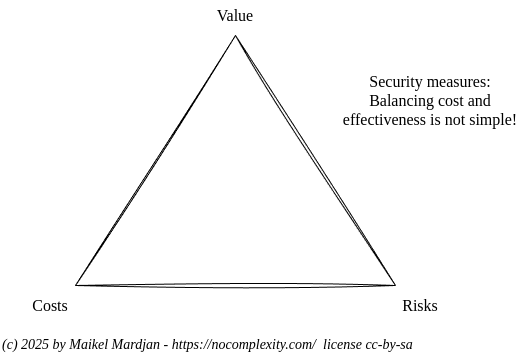 Value
Security measures:
Balancing cost and
effectiveness is not simple!
Costs
Risks
(c) 2025 by Maikel Mardjan - https://nocomplexity.com/  license cc-by-sa